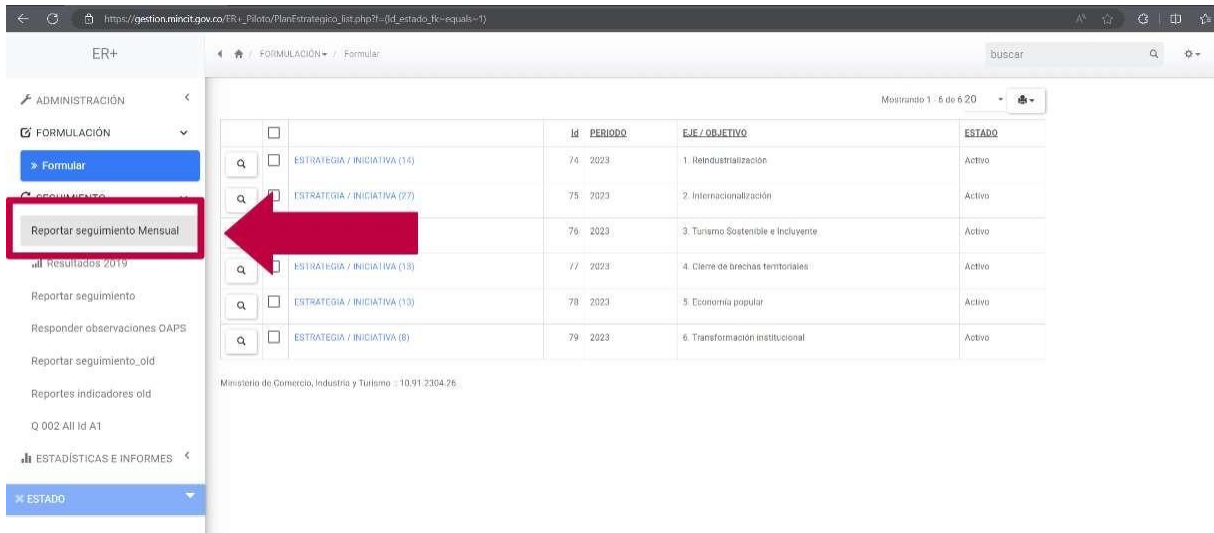 https://gestion.mincit.gov.co/ER+_Piloto/PlanEstrategico_list.php?f=(Id_estado_fk~equals~1)
ER+
FORMULACIÓN / Formular
buscar
ADMINISTRACIÓN
FORMULACIÓN
» Formular
SEGUIMIENTO
Reportar seguimiento Mensual
Resultados 2019
Reportar seguimiento
Responder observaciones OAPS
Reportar seguimiento_old
Reportes indicadores old
Q 002 All Id A1
ESTADÍSTICAS E INFORMES
ESTADO
Mostrando 1 - 6 de 6 20
Id PERIODO EJE / OBJETIVO ESTADO
ESTRATEGIA / INICIATIVA (14) 74 2023 1. Reindustrialización Activo
ESTRATEGIA / INICIATIVA (27) 75 2023 2. Internacionalización Activo
76 2023 3. Turismo Sostenible e Incluyente Activo
ESTRATEGIA / INICIATIVA (13) 77 2023 4. Cierre de brechas territoriales Activo
ESTRATEGIA / INICIATIVA (13) 78 2023 5. Economía popular Activo
ESTRATEGIA / INICIATIVA (8) 79 2023 6. Transformación institucional Activo
Ministerio de Comercio, Industria y Turismo :: 10.91.2304.26